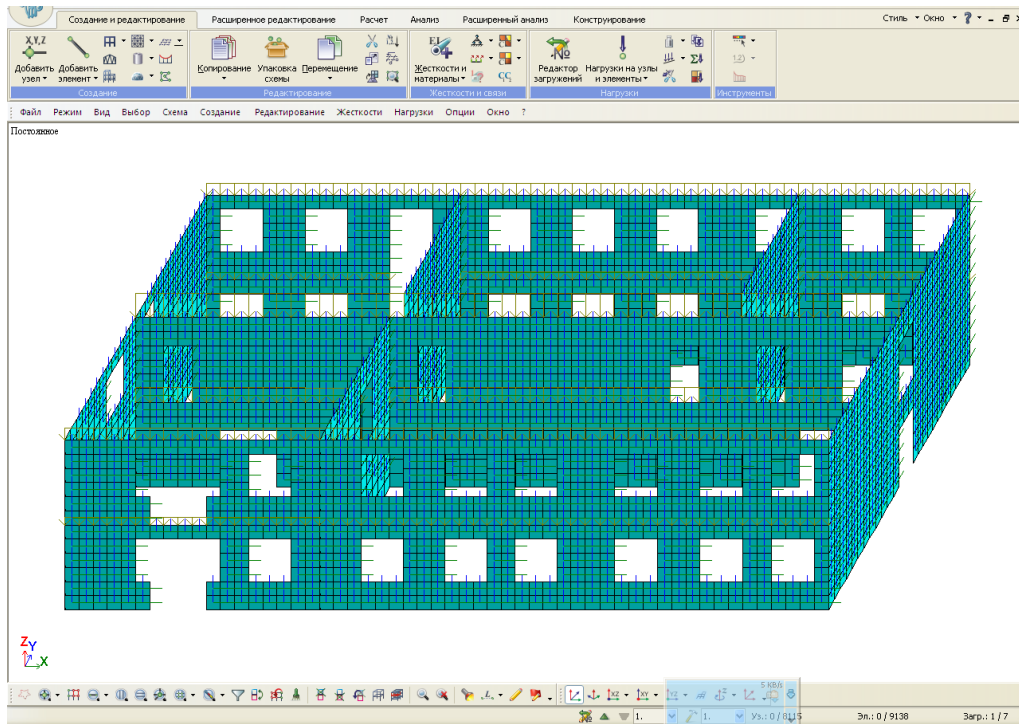 Создание и редактирование Расширенное редактирование Расчет Анализ Расширенный анализ Конструирование Стиль Окно ?
X,Y,Z
Добавить узел Добавить элемент Копирование Упаковка схемы Перемещение Жесткости и материалы Редактор загружений Нагрузки на узлы и элементы
Создание Редактирование Жесткости и связи Нагрузки Инструменты
Файл Режим Вид Выбор Схема Создание Редактирование Жесткости Нагрузки Опции Окно ?
Постоянное
Z
Y
X
5 KB/s
1. 1. Уз.: 0 / 8115 Эл.: 0 / 9138 Загр.: 1 / 7